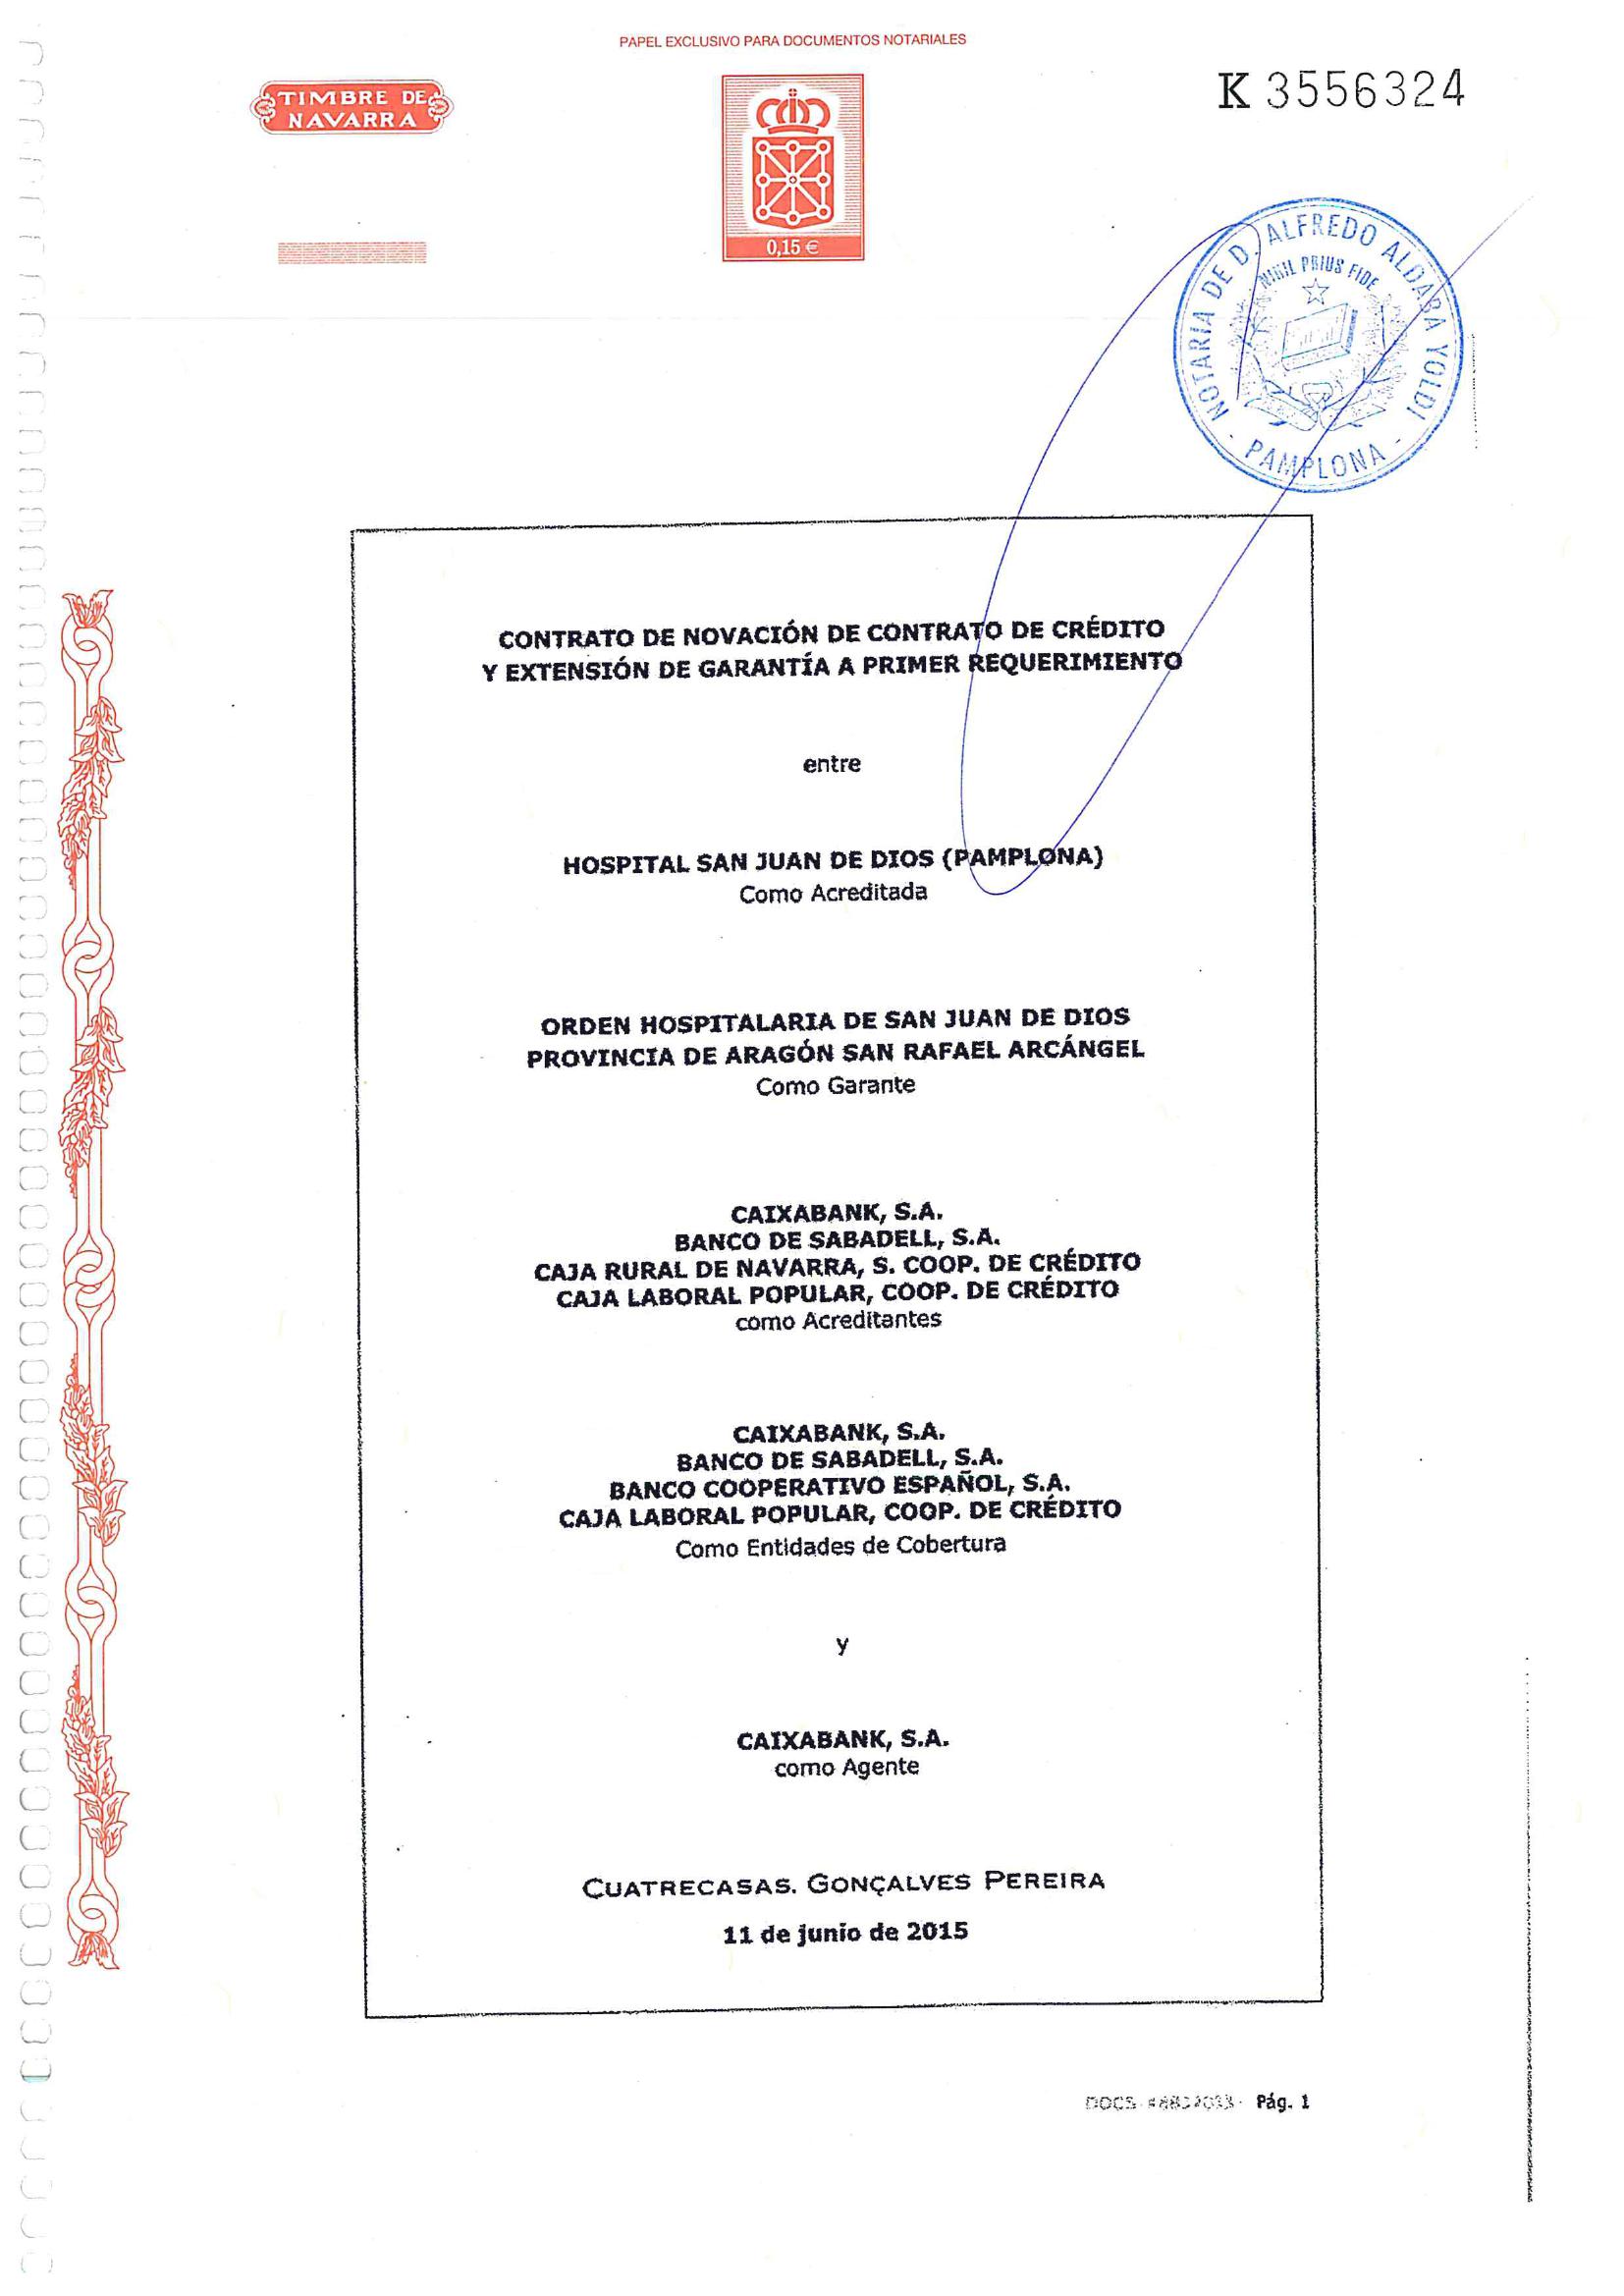 PAPEL EXCLUSIVO PARA DOCUMENTOS NOTARIALES
TIMBRE DE
NAVARRA
0,15 €
K 3556324
NOTARIA DE D. ALFREDO ALDABA YOLDI
NIHIL PRIUS FIDE
- PAMPLONA -
CONTRATO DE NOVACIÓN DE CONTRATO DE CRÉDITO
Y EXTENSIÓN DE GARANTÍA A PRIMER REQUERIMIENTO
entre
HOSPITAL SAN JUAN DE DIOS (PAMPLONA)
Como Acreditada
ORDEN HOSPITALARIA DE SAN JUAN DE DIOS
PROVINCIA DE ARAGÓN SAN RAFAEL ARCÁNGEL
Como Garante
CAIXABANK, S.A.
BANCO DE SABADELL, S.A.
CAJA RURAL DE NAVARRA, S. COOP. DE CRÉDITO
CAJA LABORAL POPULAR, COOP. DE CRÉDITO
como Acreditantes
CAIXABANK, S.A.
BANCO DE SABADELL, S.A.
BANCO COOPERATIVO ESPAÑOL, S.A.
CAJA LABORAL POPULAR, COOP. DE CRÉDITO
Como Entidades de Cobertura
y
CAIXABANK, S.A.
como Agente
CUATRECASAS, GONÇALVES PEREIRA
11 de junio de 2015
DOCS Pág. 1